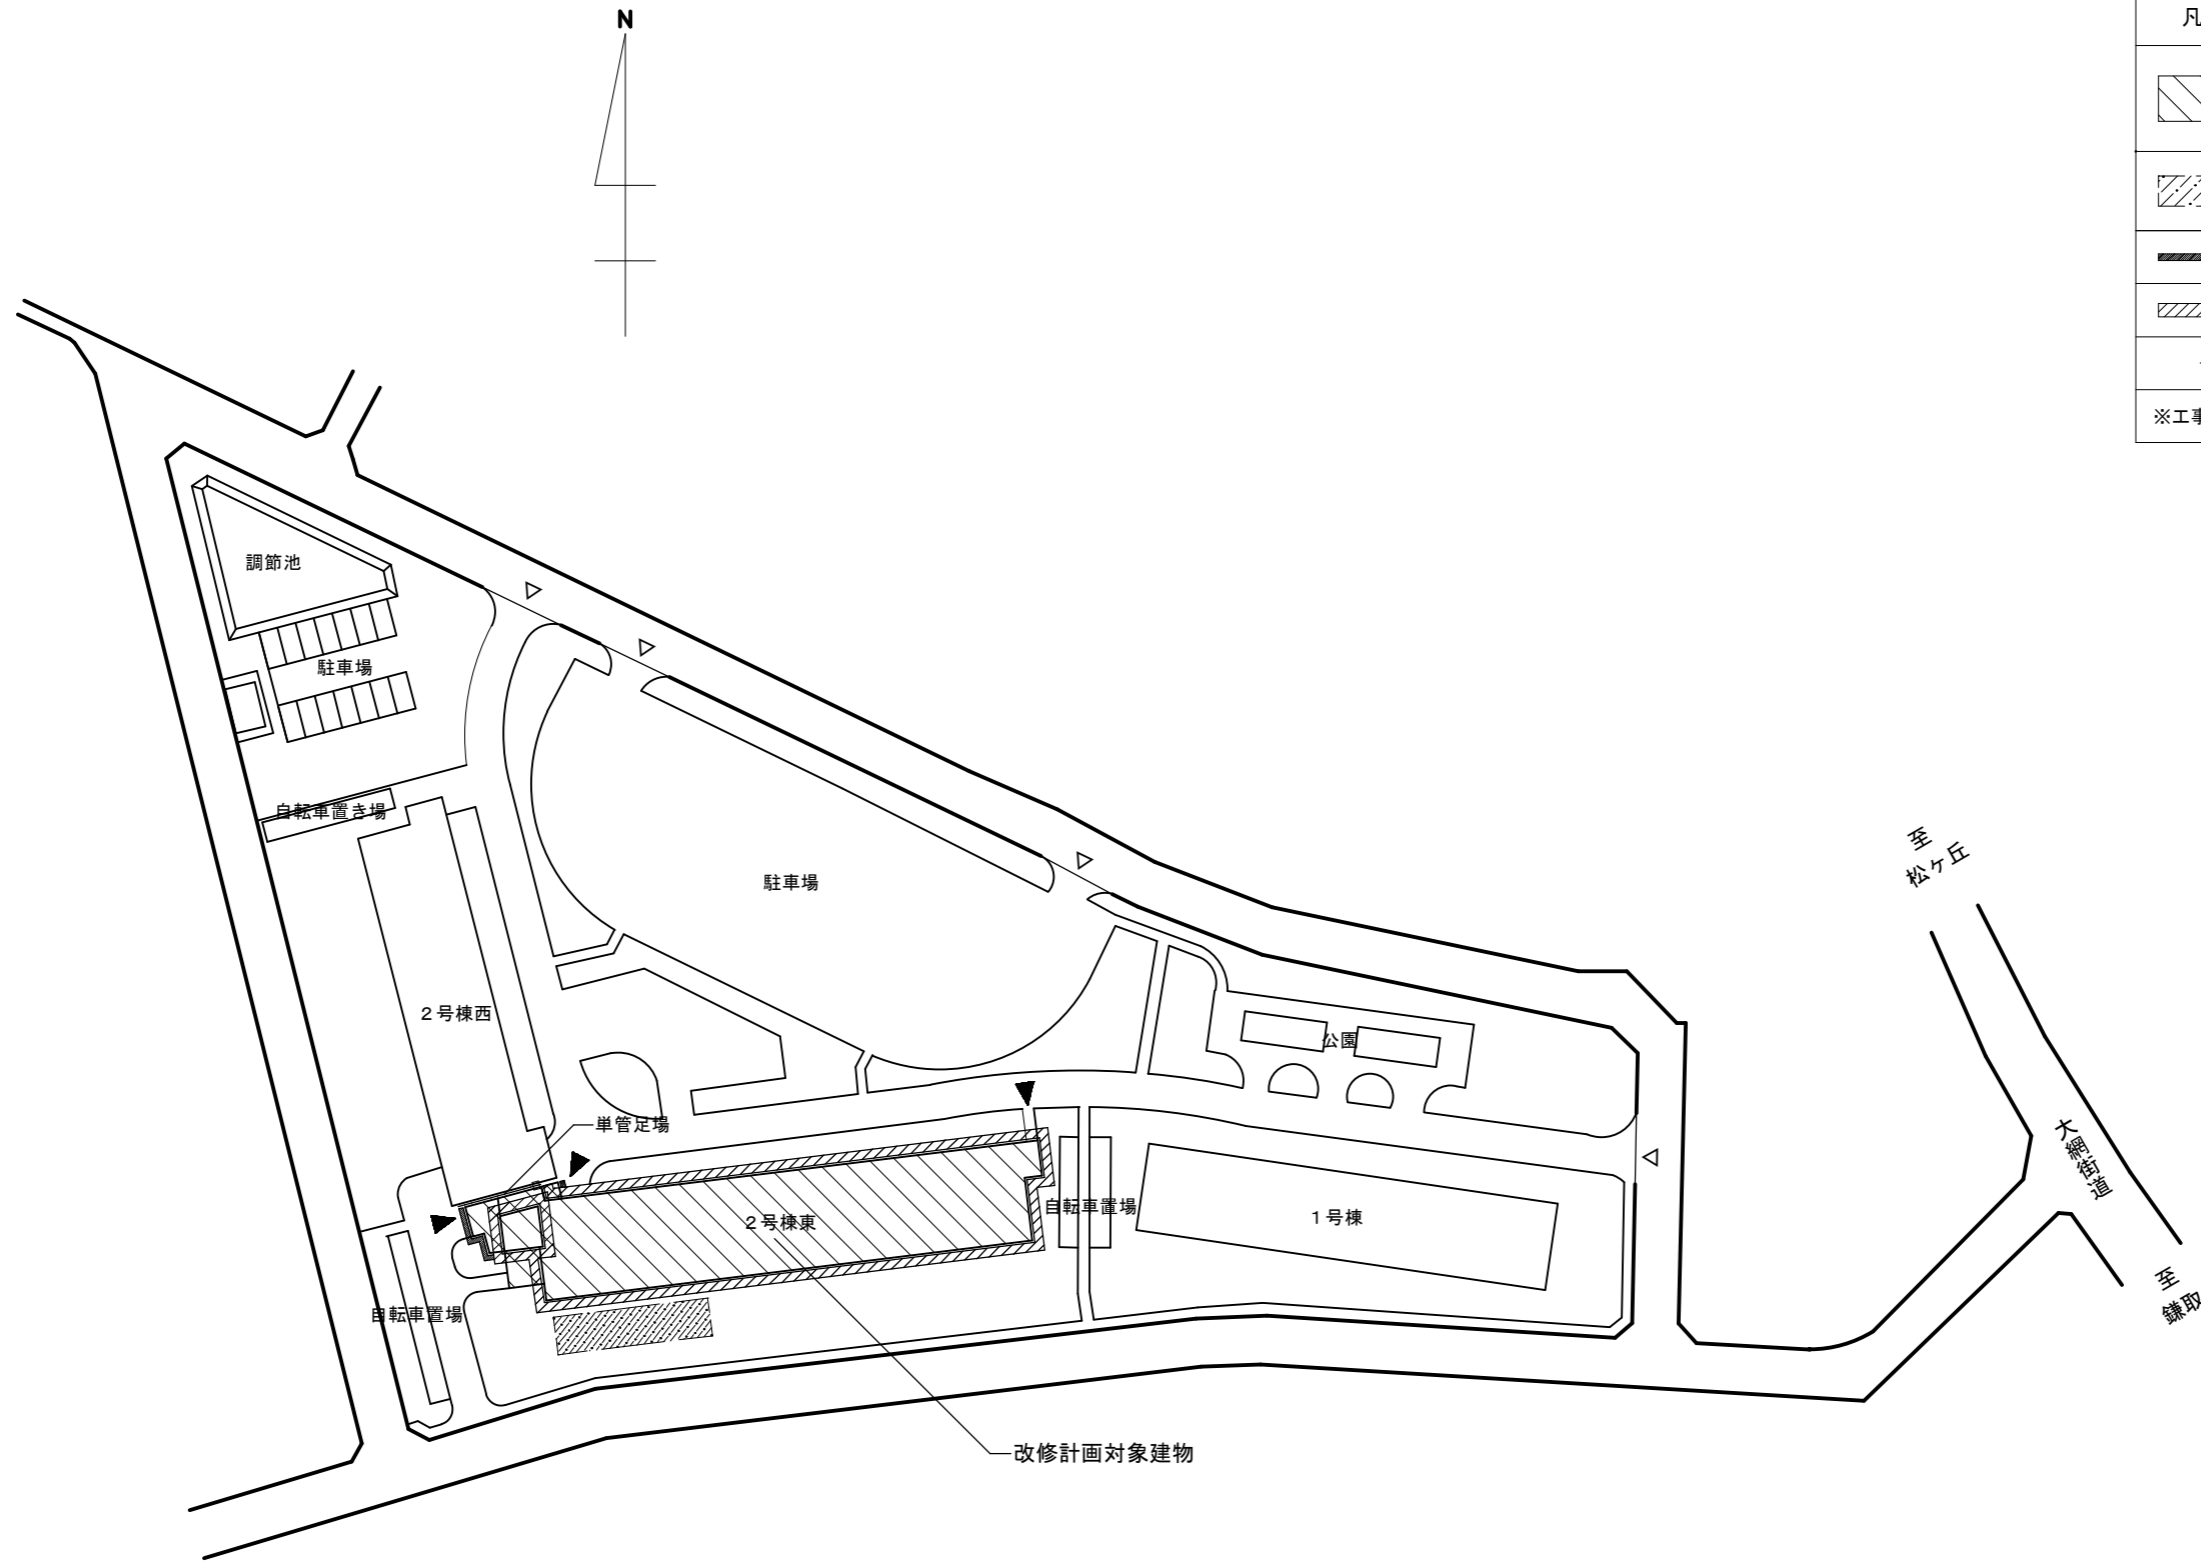 N
凡
※工事
調節池
駐車場
自転車置き場
駐車場
至
松ヶ丘
2号棟西
公園
単管足場
大網街道
自転車置場
2号棟東
1号棟
至
鎌取
自転車置場
改修計画対象建物